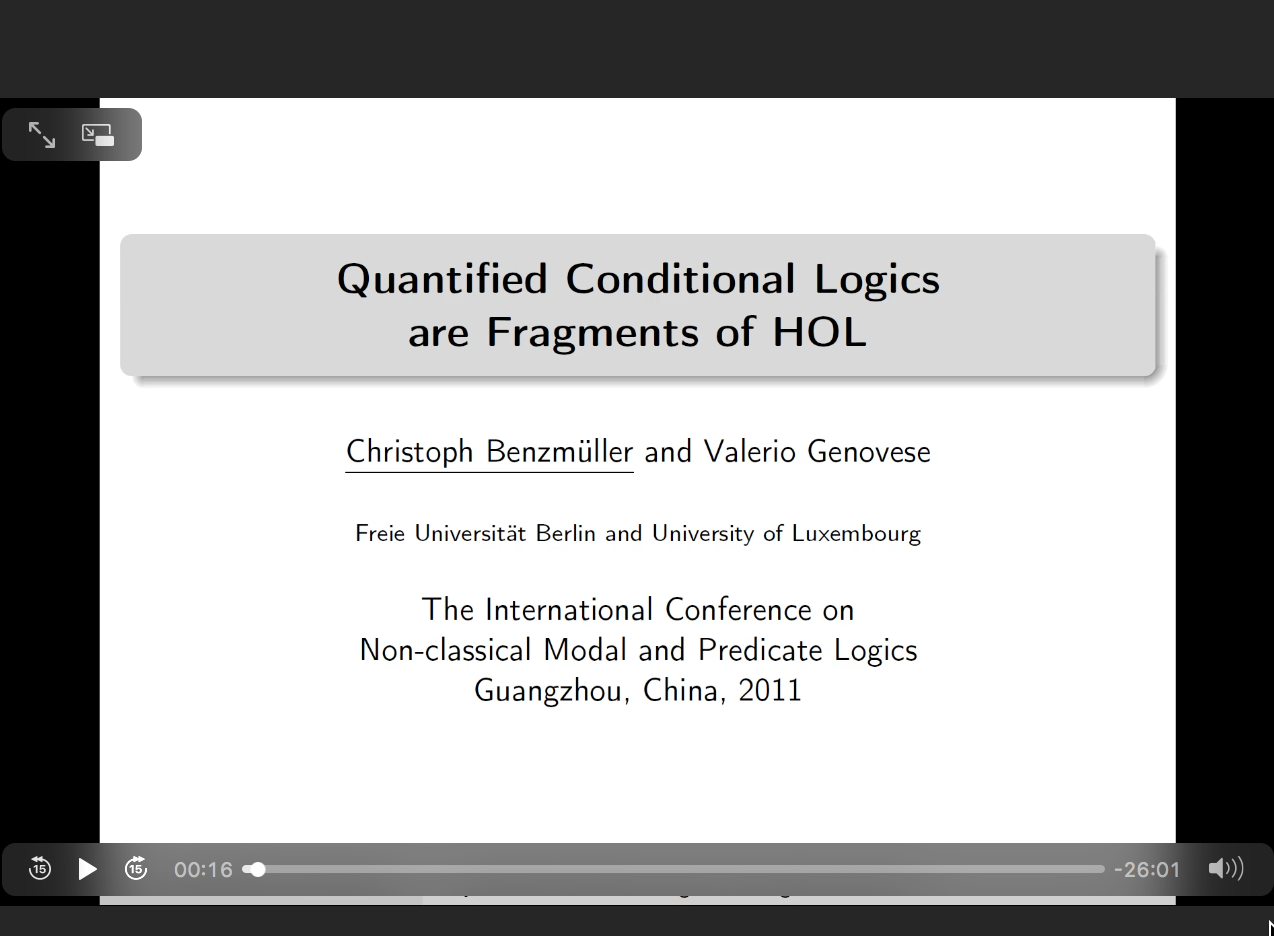 Quantified Conditional Logics
are Fragments of HOL
Christoph Benzmüller and Valerio Genovese
Freie Universität Berlin and University of Luxembourg
The International Conference on
Non-classical Modal and Predicate Logics
Guangzhou, China, 2011
15 15 00:16 -26:01